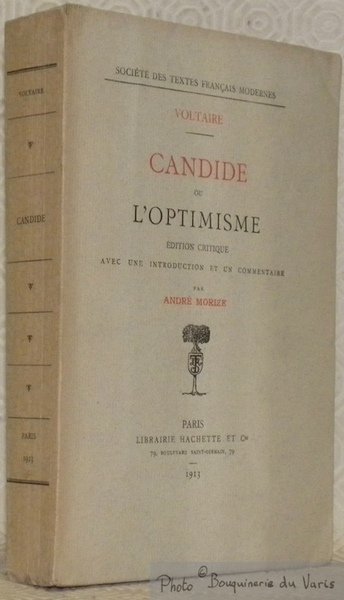 VOLTAIRE
CANDIDE
PARIS
1913
SOCIÉTÉ DES TEXTES FRANÇAIS MODERNES
VOLTAIRE
CANDIDE
OU
L'OPTIMISME
ÉDITION CRITIQUE
AVEC UNE INTRODUCTION ET UN COMMENTAIRE
PAR
ANDRÉ MORIZE
PARIS
LIBRAIRIE HACHETTE ET Cie
79, BOULEVARD SAINT-GERMAIN, 79
1913
Photo © Bouquinerie du Varis